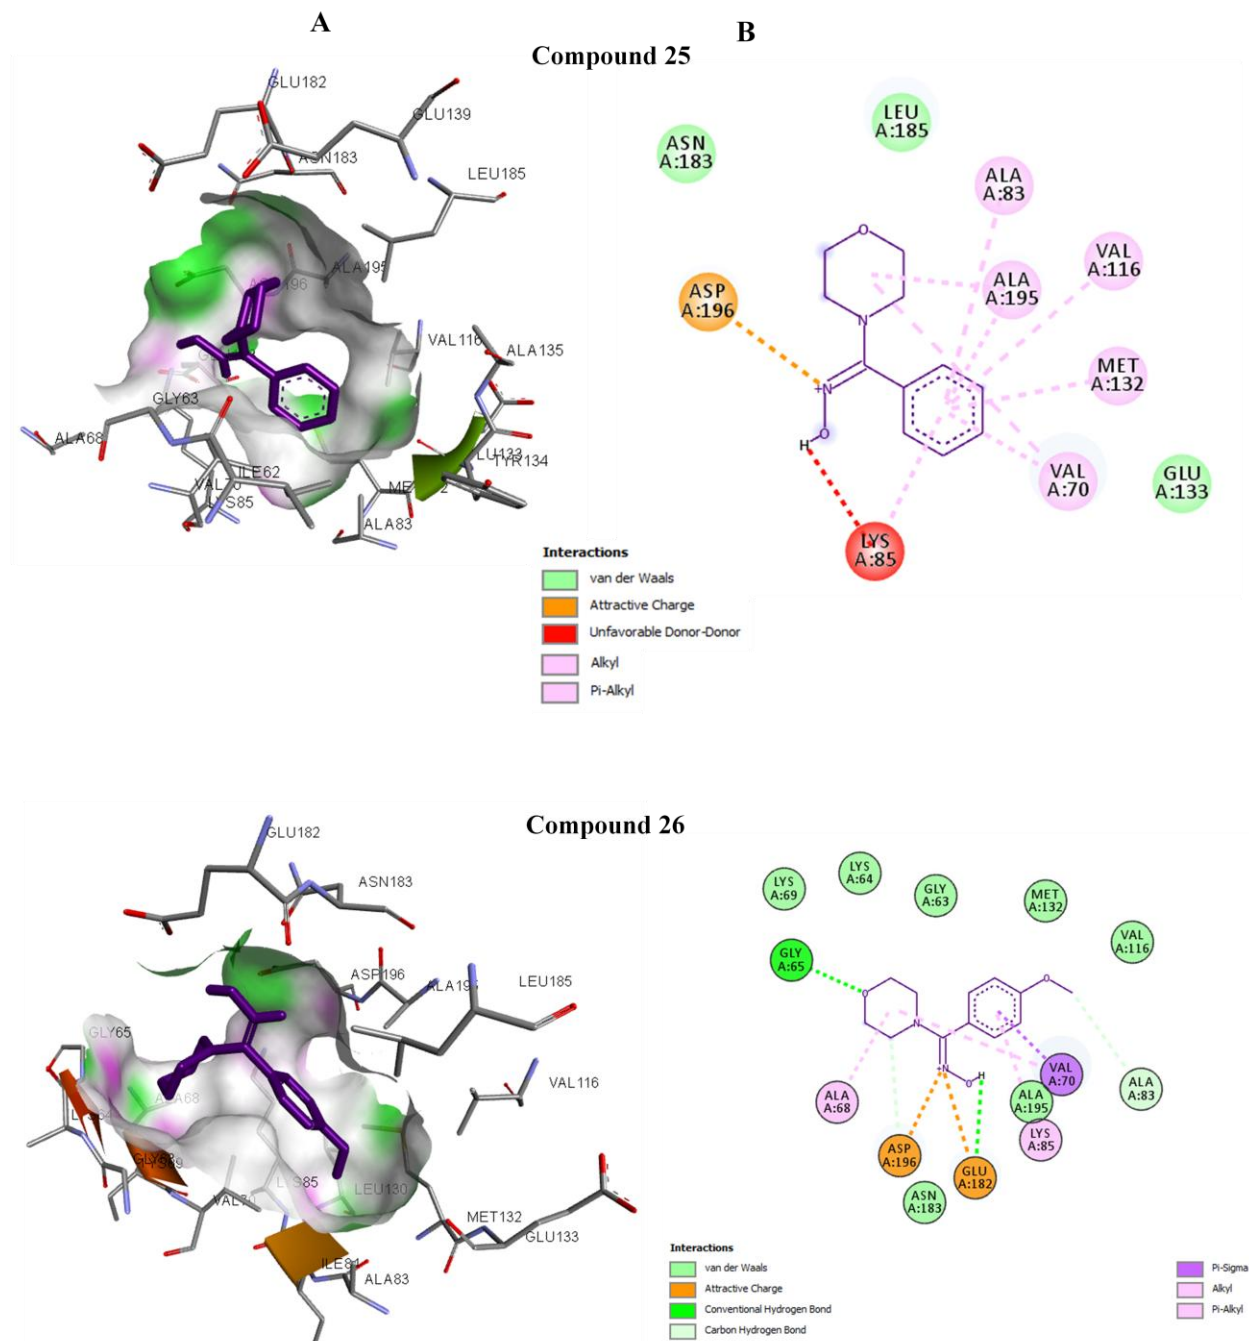 A
B
Compound 25
GLU182
GLU139
ASN183
LEU185
ALA195
VAL116
ALA135
GLY63
ALA68
ILE62
LYS85
TYR134
ALA83
ASN
A:183
LEU
A:185
ALA
A:83
VAL
A:116
ASP
A:196
ALA
A:195
MET
A:132
VAL
A:70
GLU
A:133
LYS
A:85
O
N
+N
O
H
Interactions
van der Waals
Attractive Charge
Unfavorable Donor-Donor
Alkyl
Pi-Alkyl
Compound 26
GLU182
ASN183
ASP196
LEU185
GLY65
VAL116
ALA68
LEU130
MET132
GLU133
ILE81
ALA83
LYS
A:69
LYS
A:64
GLY
A:63
MET
A:132
VAL
A:116
GLY
A:65
O
O
N
+N
O
H
ALA
A:68
VAL
A:70
ALA
A:195
ALA
A:83
LYS
A:85
ASP
A:196
GLU
A:182
ASN
A:183
Interactions
van der Waals
Attractive Charge
Conventional Hydrogen Bond
Carbon Hydrogen Bond
Pi-Sigma
Alkyl
Pi-Alkyl